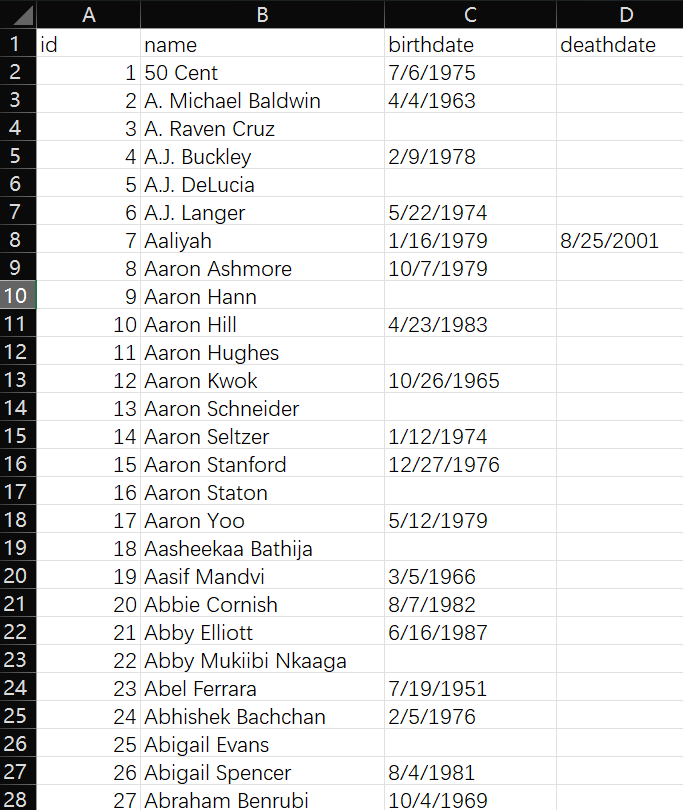 A B C D
1 id name birthdate deathdate
2 1 50 Cent 7/6/1975
3 2 A. Michael Baldwin 4/4/1963
4 3 A. Raven Cruz
5 4 A.J. Buckley 2/9/1978
6 5 A.J. DeLucia
7 6 A.J. Langer 5/22/1974
8 7 Aaliyah 1/16/1979 8/25/2001
9 8 Aaron Ashmore 10/7/1979
10 9 Aaron Hann
11 10 Aaron Hill 4/23/1983
12 11 Aaron Hughes
13 12 Aaron Kwok 10/26/1965
14 13 Aaron Schneider
15 14 Aaron Seltzer 1/12/1974
16 15 Aaron Stanford 12/27/1976
17 16 Aaron Staton
18 17 Aaron Yoo 5/12/1979
19 18 Aasheekaa Bathija
20 19 Aasif Mandvi 3/5/1966
21 20 Abbie Cornish 8/7/1982
22 21 Abby Elliott 6/16/1987
23 22 Abby Mukiibi Nkaaga
24 23 Abel Ferrara 7/19/1951
25 24 Abhishek Bachchan 2/5/1976
26 25 Abigail Evans
27 26 Abigail Spencer 8/4/1981
28 27 Abraham Benrubi 10/4/1969